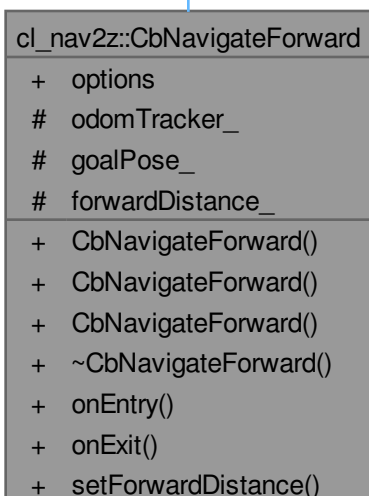 cl_nav2z::CbNavigateForward
+ options
# odomTracker_
# goalPose_
# forwardDistance_
+ CbNavigateForward()
+ CbNavigateForward()
+ CbNavigateForward()
+ ~CbNavigateForward()
+ onEntry()
+ onExit()
+ setForwardDistance()